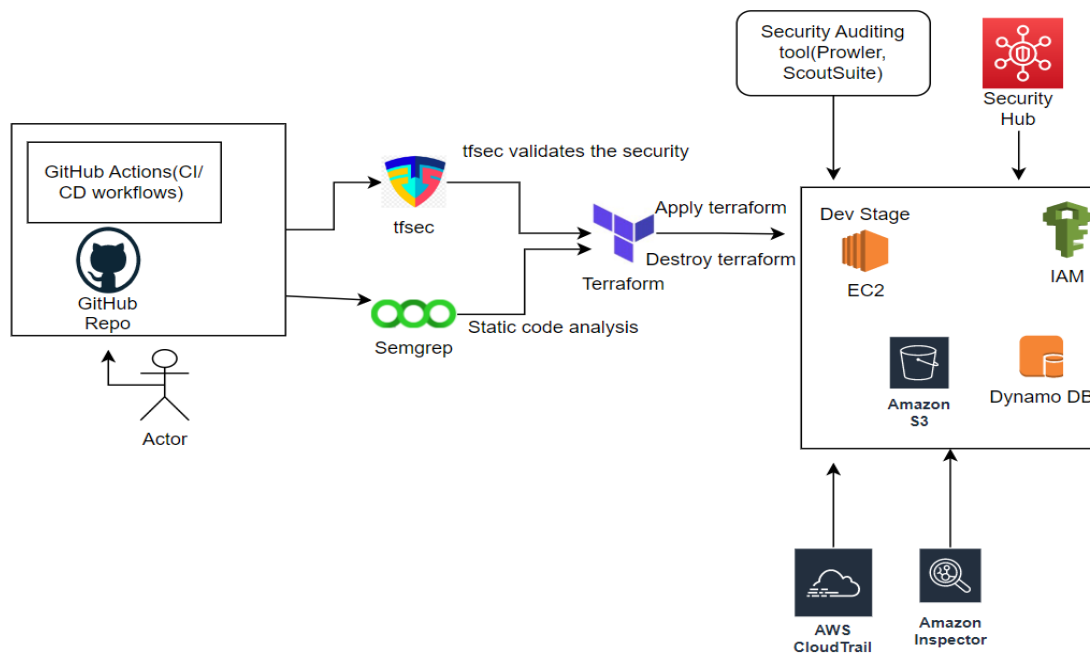 Security Auditing
tool(Prowler,
ScoutSuite)
Security
Hub
GitHub Actions(CI/
CD workflows)
GitHub
Repo
Actor
tfsec validates the security
tfsec
Semgrep
Static code analysis
Terraform
Apply terraform
Destroy terraform
Dev Stage
EC2
IAM
Amazon
S3
Dynamo DB
AWS
CloudTrail
Amazon
Inspector